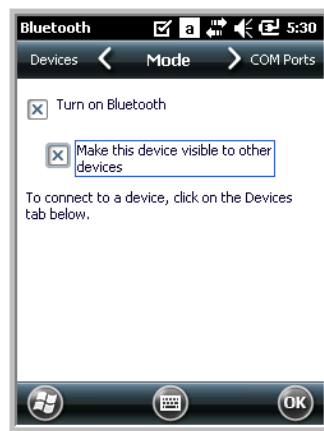 Bluetooth a 5:30
Devices Mode COM Ports
Turn on Bluetooth
Make this device visible to other
devices
To connect to a device, click on the Devices
tab below.
OK